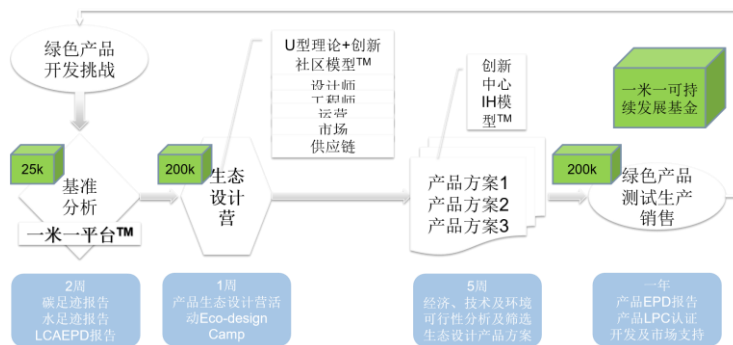 绿色产品
开发挑战
U型理论+创新
社区模型™
设计师
工程师
运营
市场
供应链
创新
中心
IH模
型™
一米一可持
续发展基金
25k
基准
分析
一米一平台™
200k
生态
设计
营
产品方案1
产品方案2
产品方案3
200k
绿色产品
测试生产
销售
2周
碳足迹报告
水足迹报告
LCAEPD报告
1周
产品生态设计营活
动Eco-design
Camp
5周
经济、技术及环境
可行性分析及筛选
生态设计产品方案
一年
产品EPD报告
产品LPC认证
开发及市场支持